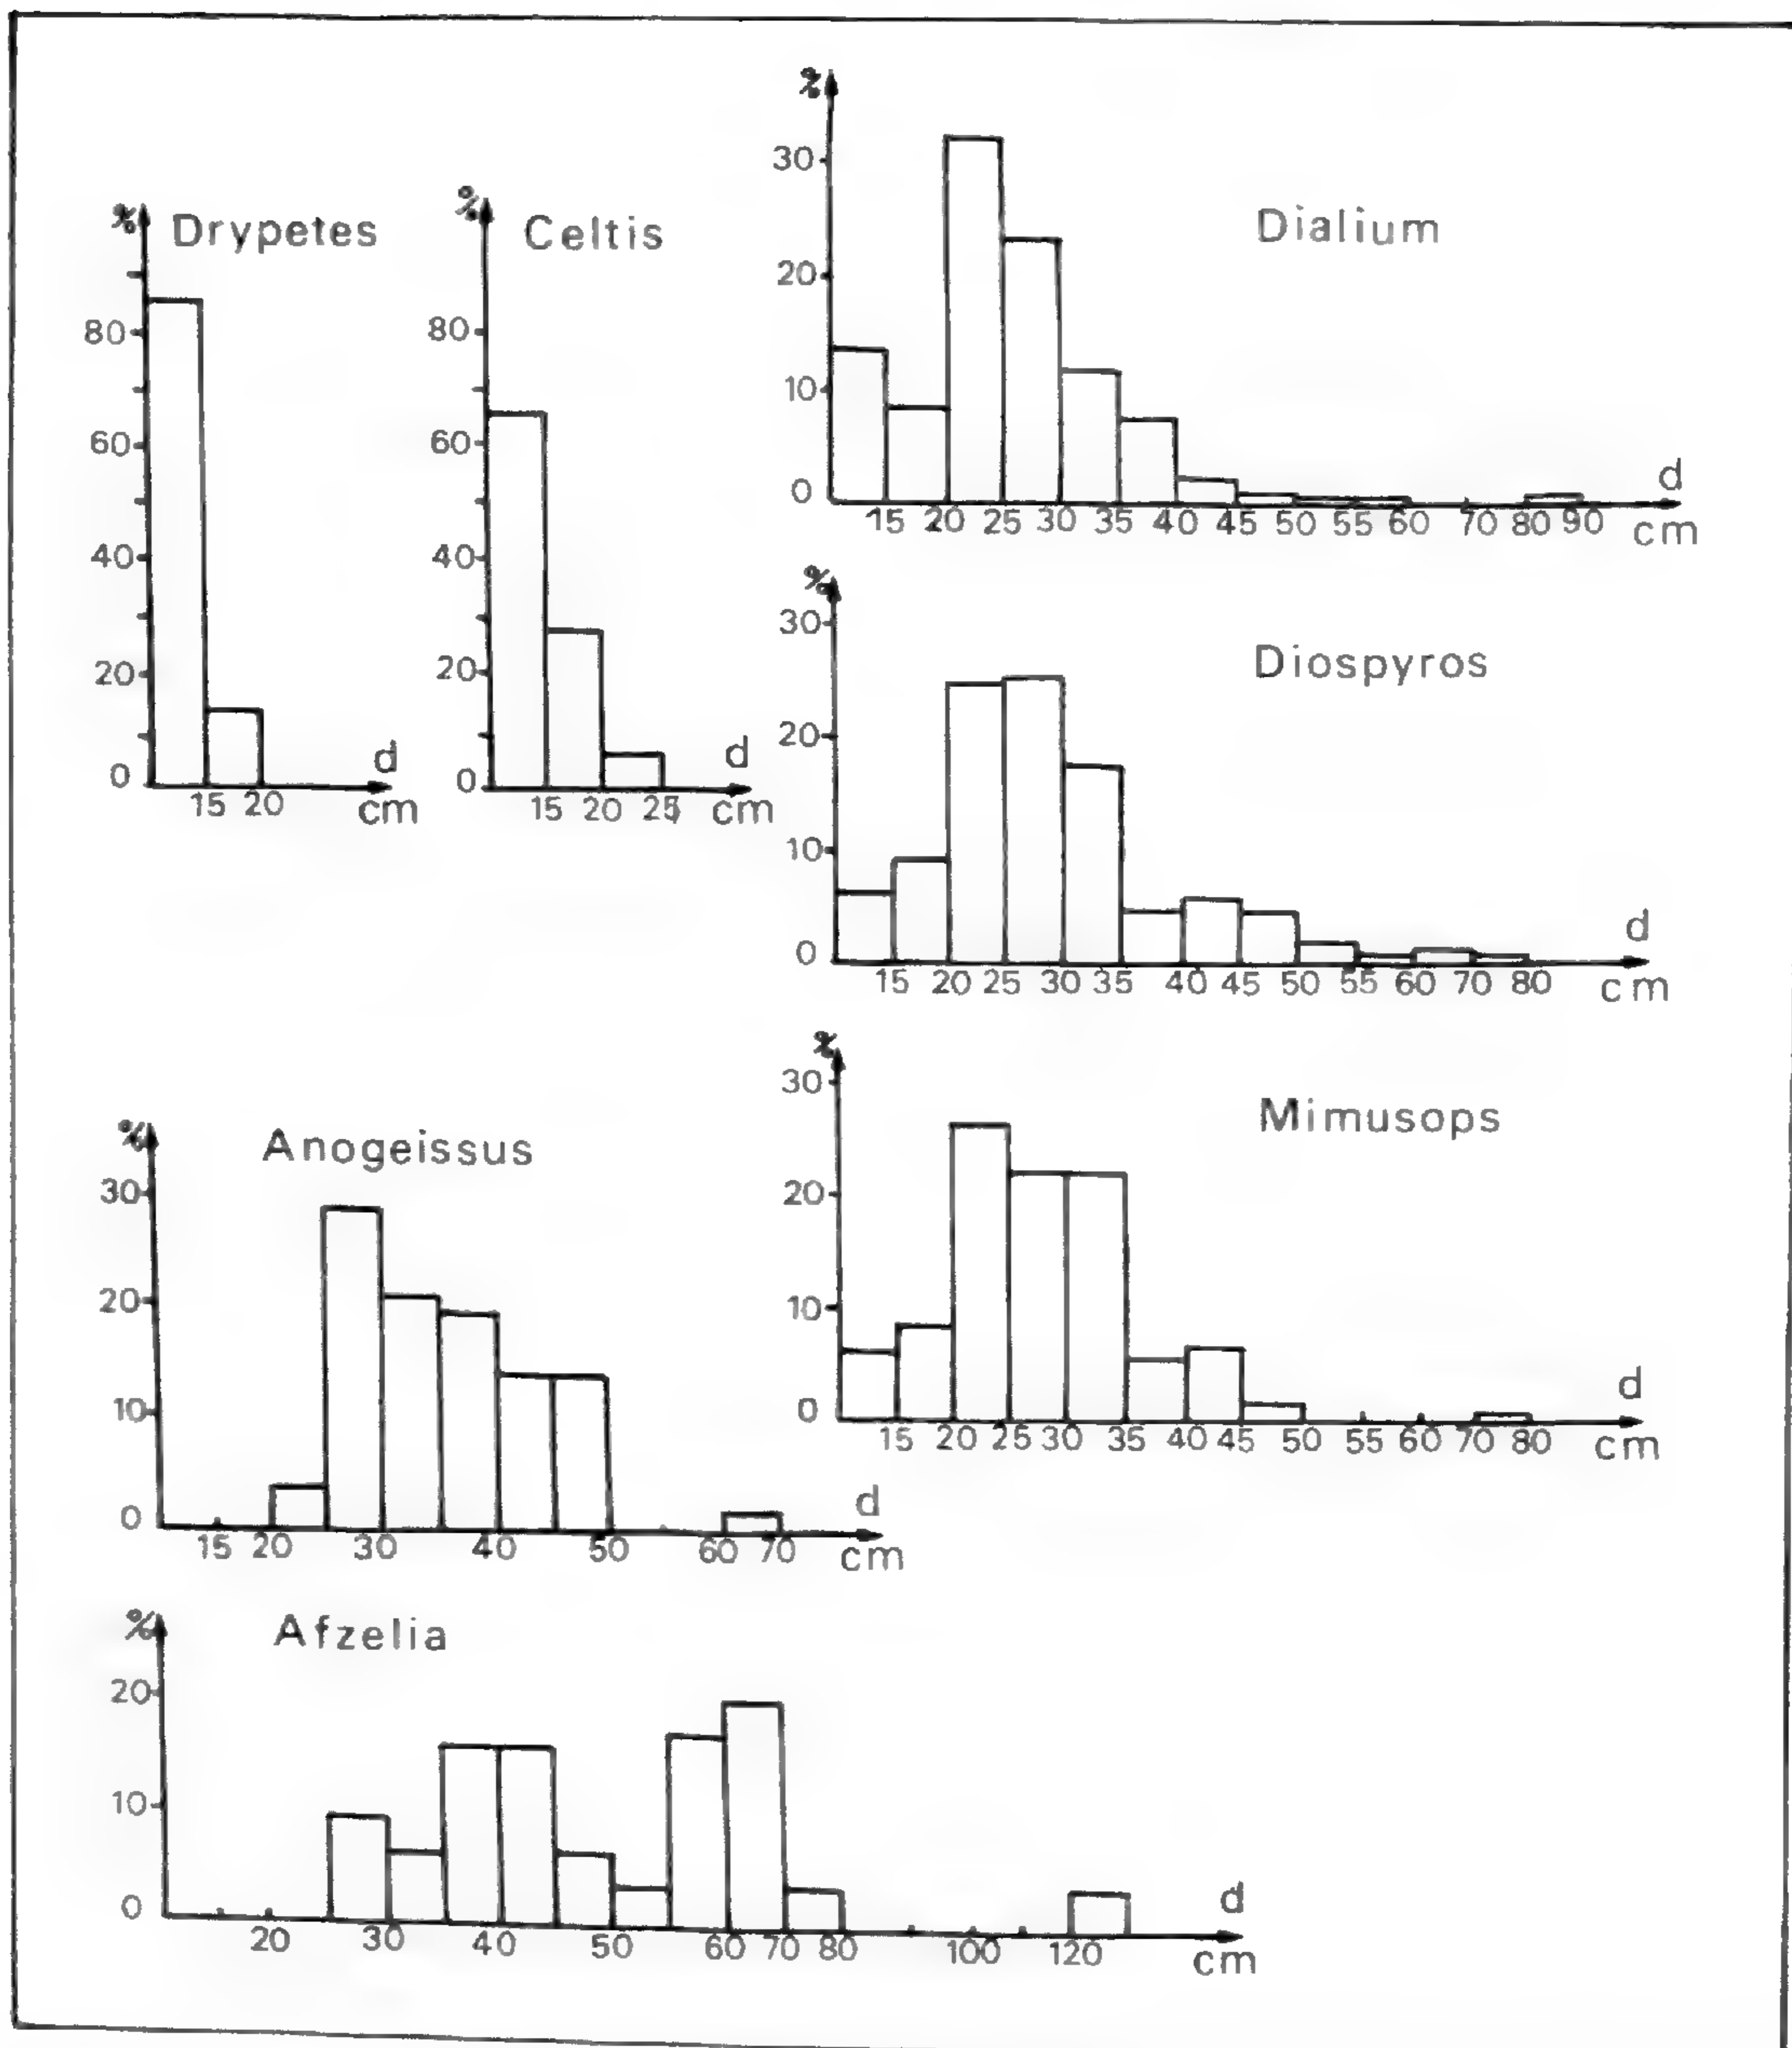 % Drypetes
80
60
40
20
0
15 20
d
cm
% Celtis
80
60
40
20
0
15 20 25
d
cm
% Dialium
30
20
10
0
15 20 25 30 35 40 45 50 55 60 70 80 90
d
cm
% Diospyros
30
20
10
0
15 20 25 30 35 40 45 50 55 60 70 80
d
cm
% Mimusops
30
20
10
0
15 20 25 30 35 40 45 50 55 60 70 80
d
cm
% Anogeissus
30
20
10
0
15 20 30 40 50 60 70
d
cm
% Afzelia
20
10
0
20 30 40 50 60 70 80 100 120
d
cm